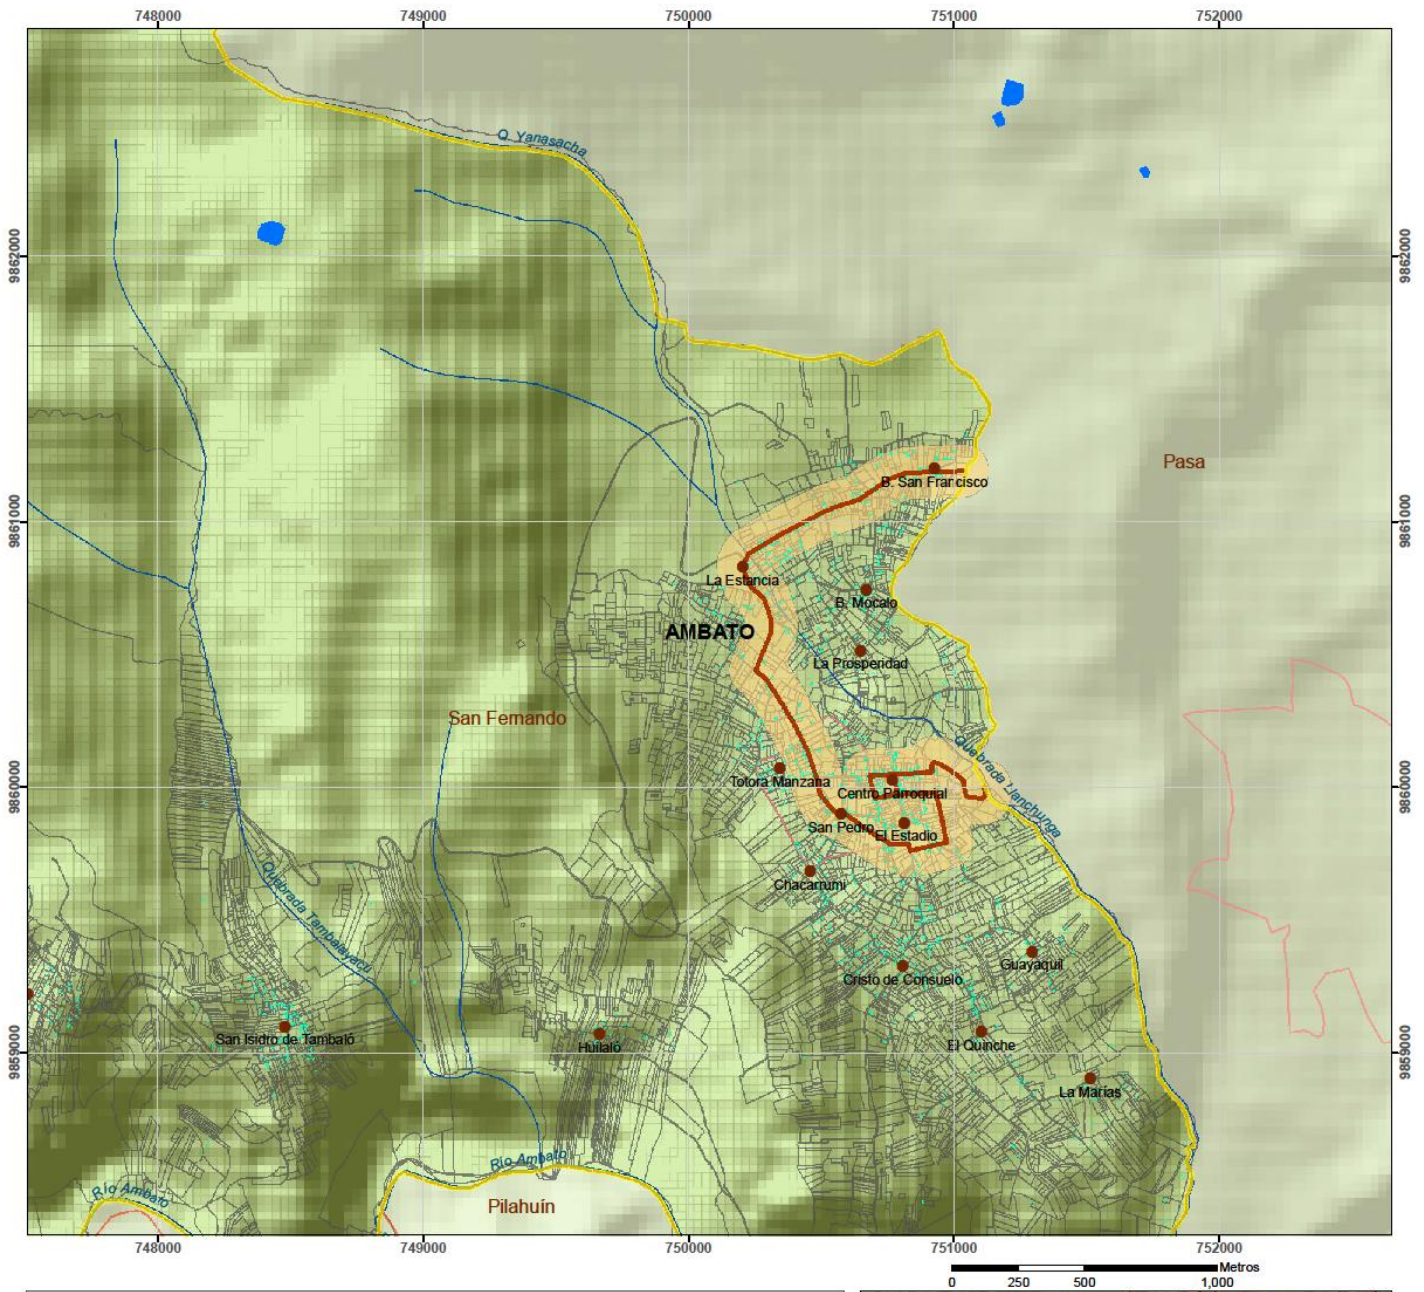 748000
749000
750000
751000
752000
Q. Yanasacha
9862000
9862000
Pasa
B. San Francisco
9861000
9861000
La Estancia
B. Mocalo
AMBATO
La Prosperidad
San Fernando
Quebrada Llanchunga
Totora Manzana
9860000
9860000
Centro Parroquial
San Pedro
El Estadio
Chacarrumi
Quebrada Tambalayacu
Guayaquil
Cristo de Consuelo
San Isidro de Tambaló
Huilaló
El Quinche
9859000
9859000
La Marías
Río Ambato
Río Ambato
Pilahuín
748000
749000
750000
751000
752000
Metros
0
250
500
1,000